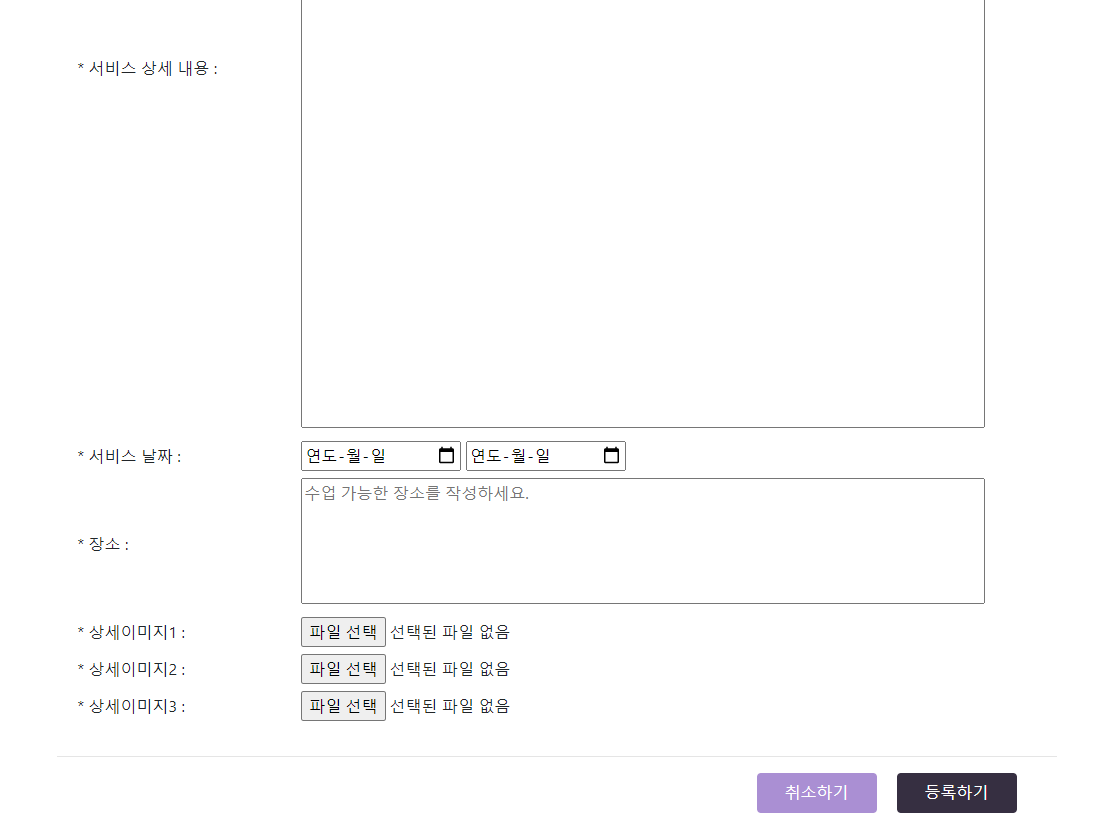 * 서비스 상세 내용 :
* 서비스 날짜 : 연도-월-일 연도-월-일
* 장소 : 수업 가능한 장소를 작성하세요.
* 상세이미지1 : 파일 선택 선택된 파일 없음
* 상세이미지2 : 파일 선택 선택된 파일 없음
* 상세이미지3 : 파일 선택 선택된 파일 없음
취소하기 등록하기